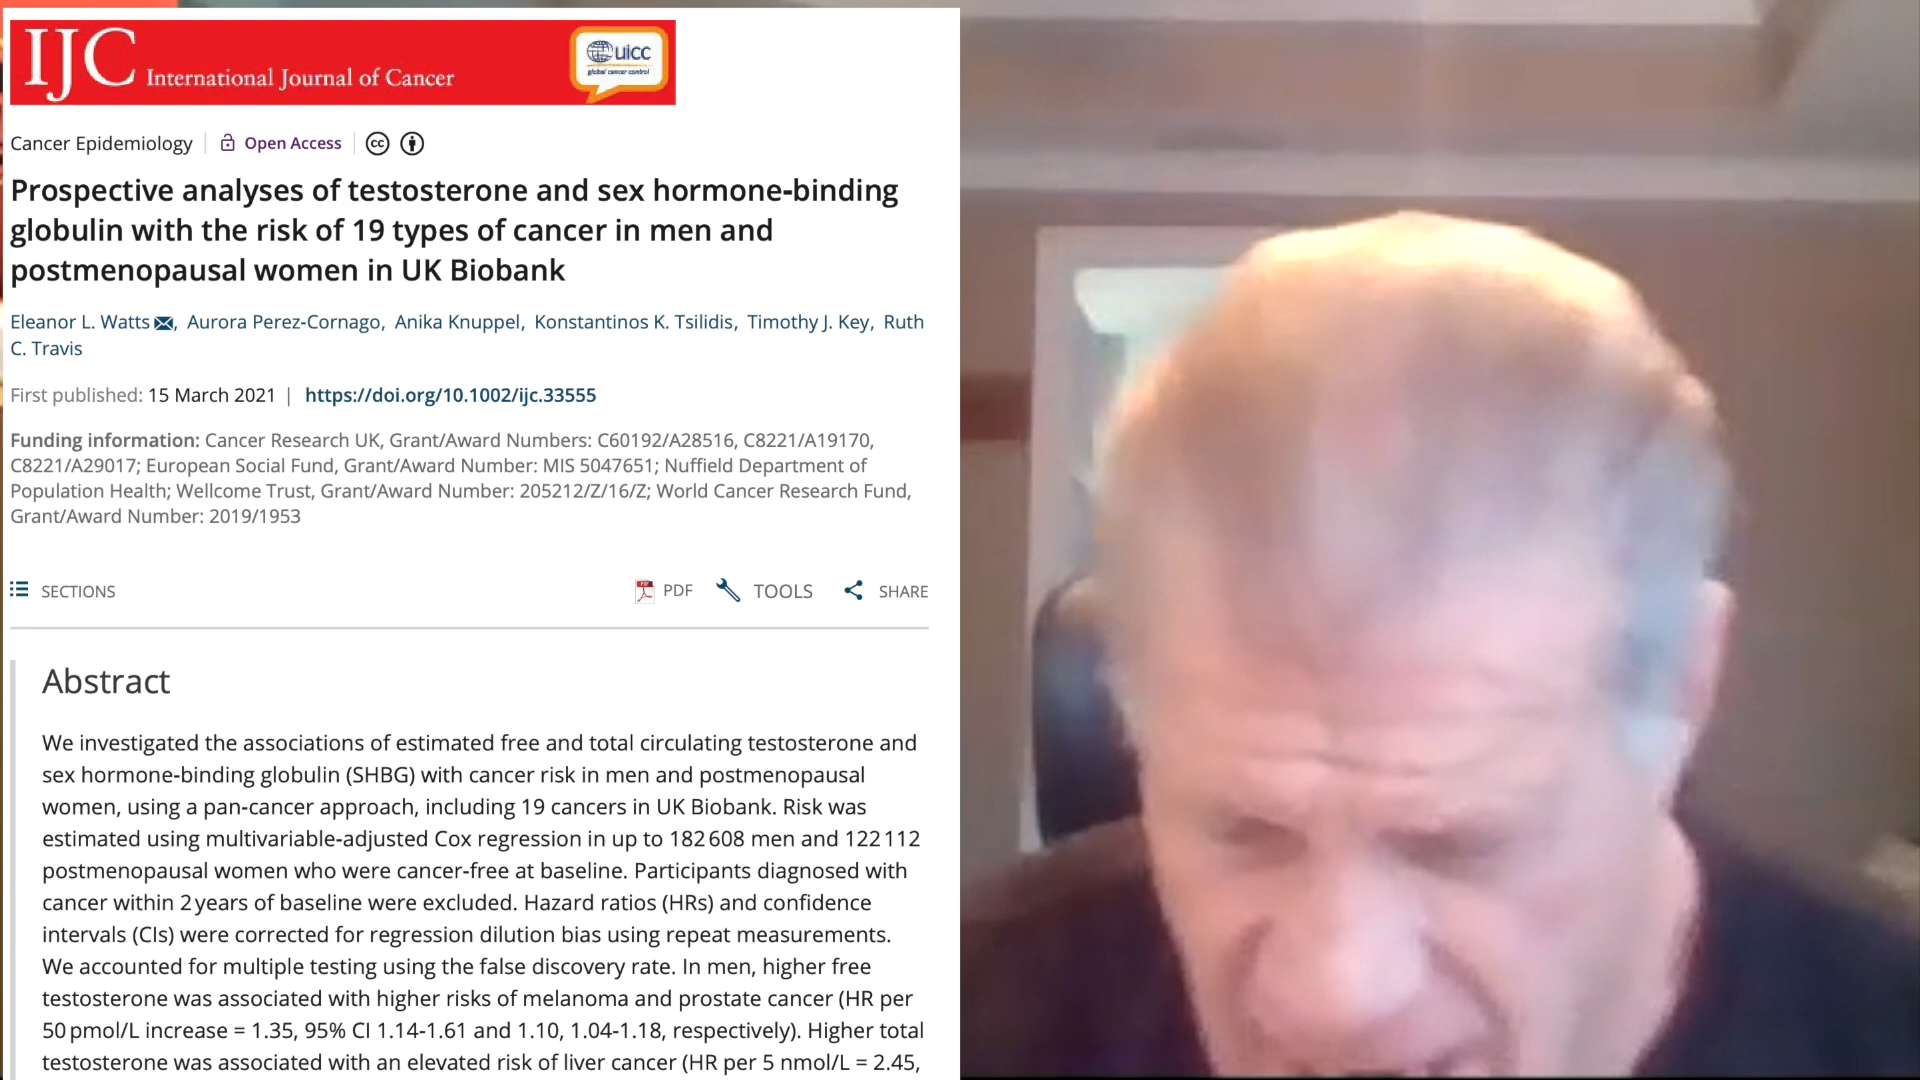 IJC International Journal of Cancer
uicc
global cancer control
Cancer Epidemiology
Open Access
cc
Prospective analyses of testosterone and sex hormone-binding
globulin with the risk of 19 types of cancer in men and
postmenopausal women in UK Biobank
Eleanor L. Watts, Aurora Perez-Cornago, Anika Knuppel, Konstantinos K. Tsilidis, Timothy J. Key, Ruth
C. Travis
First published: 15 March 2021 | https://doi.org/10.1002/ijc.33555
Funding information: Cancer Research UK, Grant/Award Numbers: C60192/A28516, C8221/A19170,
C8221/A29017; European Social Fund, Grant/Award Number: MIS 5047651; Nuffield Department of
Population Health; Wellcome Trust, Grant/Award Number: 205212/Z/16/Z; World Cancer Research Fund,
Grant/Award Number: 2019/1953
SECTIONS
PDF
TOOLS
SHARE
Abstract
We investigated the associations of estimated free and total circulating testosterone and
sex hormone-binding globulin (SHBG) with cancer risk in men and postmenopausal
women, using a pan-cancer approach, including 19 cancers in UK Biobank. Risk was
estimated using multivariable-adjusted Cox regression in up to 182 608 men and 122 112
postmenopausal women who were cancer-free at baseline. Participants diagnosed with
cancer within 2 years of baseline were excluded. Hazard ratios (HRs) and confidence
intervals (CIs) were corrected for regression dilution bias using repeat measurements.
We accounted for multiple testing using the false discovery rate. In men, higher free
testosterone was associated with higher risks of melanoma and prostate cancer (HR per
50 pmol/L increase = 1.35, 95% CI 1.14-1.61 and 1.10, 1.04-1.18, respectively). Higher total
testosterone was associated with an elevated risk of liver cancer (HR per 5 nmol/L = 2.45,